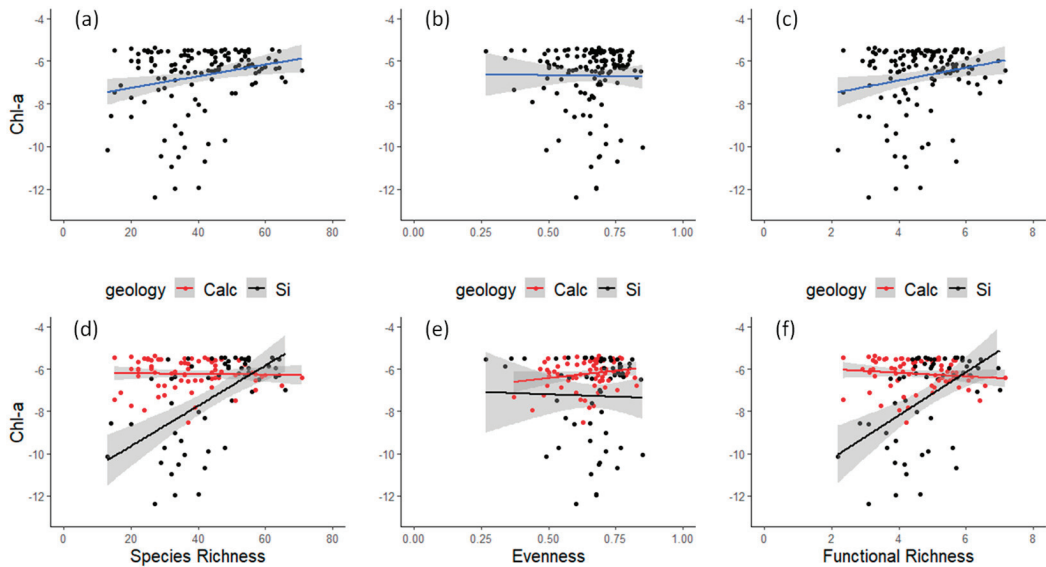 (a) (b) (c)
-4 -4 -4
-6 -6 -6
Chl-a
-8 -8 -8
-10 -10 -10
-12 -12 -12
0 20 40 60 80 0.00 0.25 0.50 0.75 1.00 0 2 4 6 8
geology Calc Si geology Calc Si geology Calc Si
(d) (e) (f)
-4 -4 -4
-6 -6 -6
Chl-a
-8 -8 -8
-10 -10 -10
-12 -12 -12
0 20 40 60 80 0.00 0.25 0.50 0.75 1.00 0 2 4 6 8
Species Richness Evenness Functional Richness